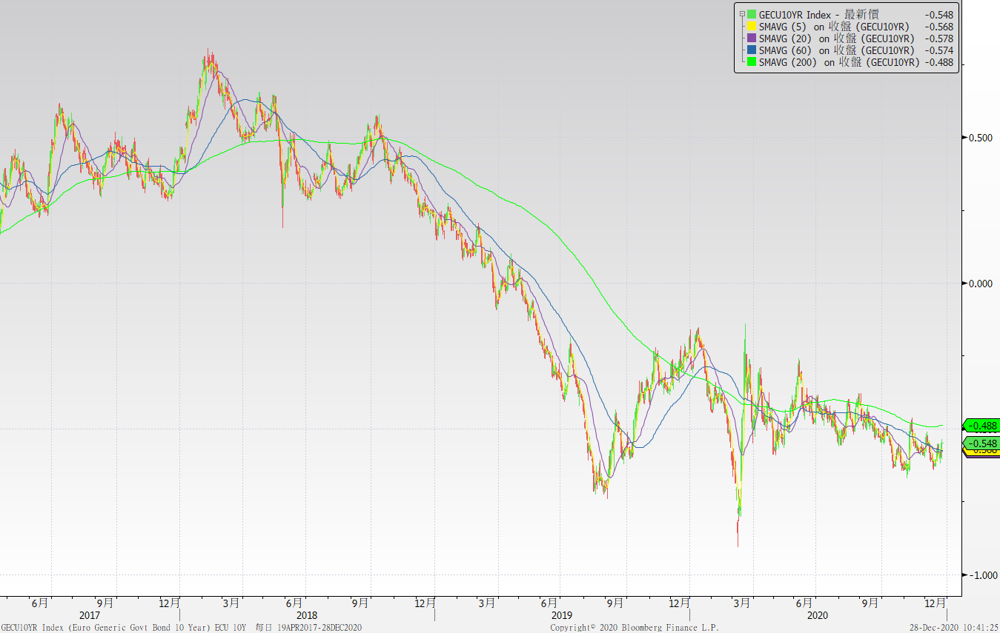 GECU10YR Index - 最新價 -0.548
SMAVG (5) on 收盤 (GECU10YR) -0.568
SMAVG (20) on 收盤 (GECU10YR) -0.578
SMAVG (60) on 收盤 (GECU10YR) -0.574
SMAVG (200) on 收盤 (GECU10YR) -0.488
0.500
0.000
-0.488
-0.548
-1.000
6月 9月 12月 3月 6月 9月 12月 3月 6月 9月 12月 3月 6月 9月 12月
2017 2018 2019 2020
GECU10YR Index (Euro Generic Govt Bond 10 Year) ECU 10Y 每日 19APR2017-28DEC2020 Copyright© 2020 Bloomberg Finance L.P. 28-Dec-2020 10:41:25